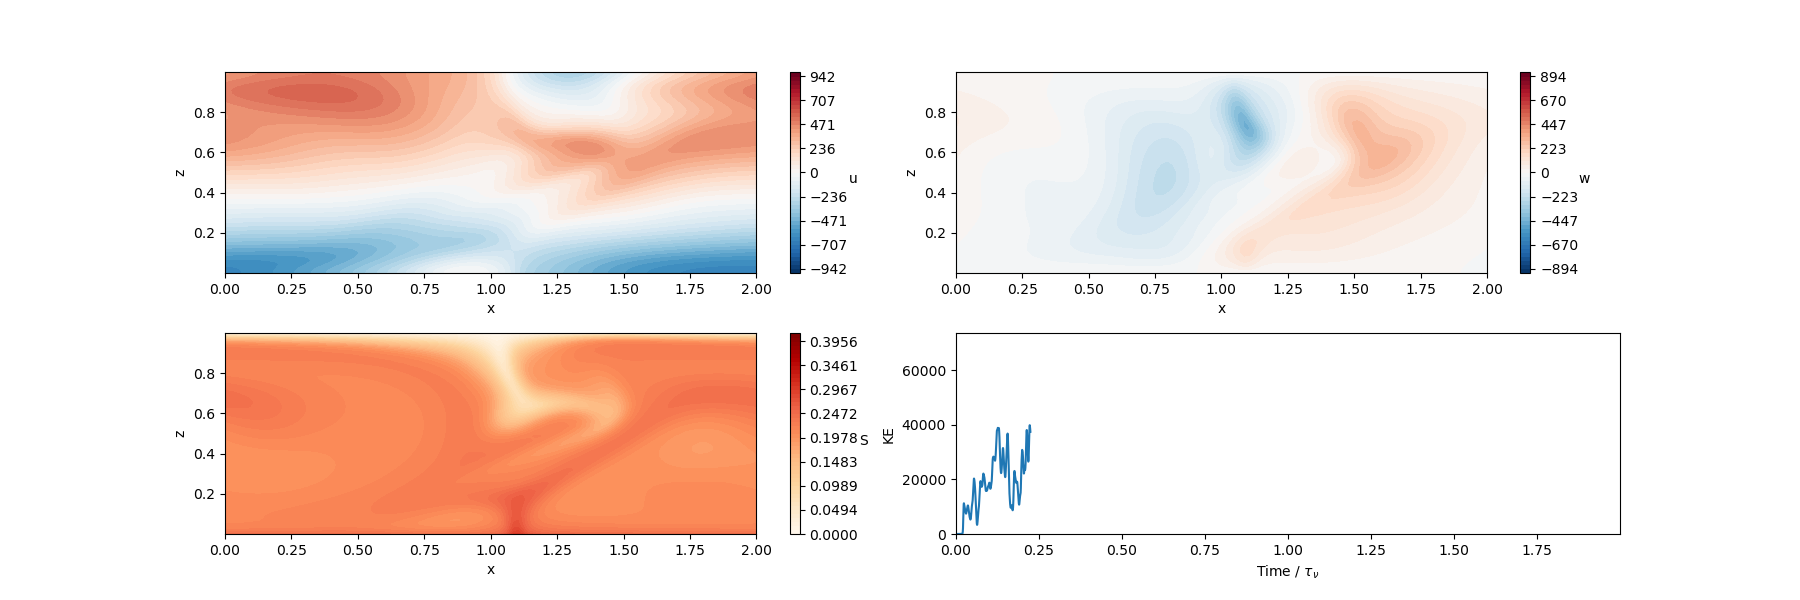 0.8
0.6
0.4
0.2
z
0.00 0.25 0.50 0.75 1.00 1.25 1.50 1.75 2.00
x
942
707
471
236
0
−236
−471
−707
−942
u
0.8
0.6
0.4
0.2
z
0.00 0.25 0.50 0.75 1.00 1.25 1.50 1.75 2.00
x
894
670
447
223
0
−223
−447
−670
−894
w
0.8
0.6
0.4
0.2
z
0.00 0.25 0.50 0.75 1.00 1.25 1.50 1.75 2.00
x
0.3956
0.3461
0.2967
0.2472
0.1978
0.1483
0.0989
0.0494
0.0000
S
60000
40000
20000
0
KE
0.00 0.25 0.50 0.75 1.00 1.25 1.50 1.75
Time / τν